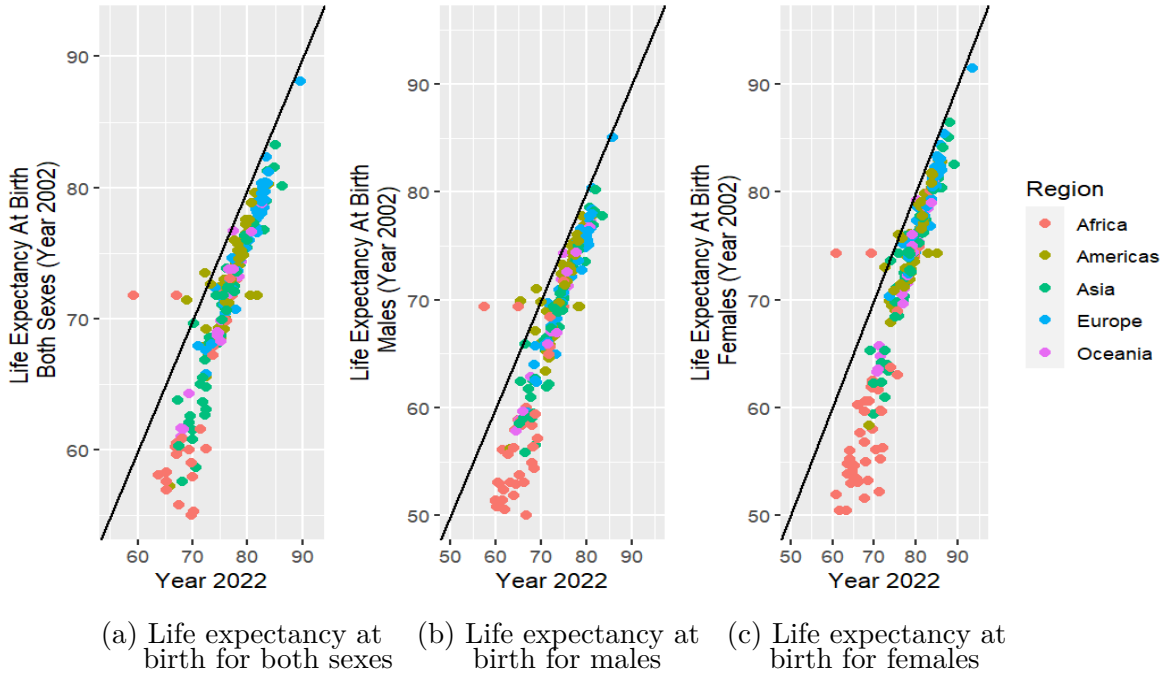 Life Expectancy At Birth
Both Sexes (Year 2002)
90
80
70
60
60
70
80
90
Year 2022
Life Expectancy At Birth
Males (Year 2002)
90
80
70
60
50
50
60
70
80
90
Year 2022
Life Expectancy At Birth
Females (Year 2002)
90
80
70
60
50
50
60
70
80
90
Year 2022
Region
Africa
Americas
Asia
Europe
Oceania
(a) Life expectancy at
birth for both sexes
(b) Life expectancy at
birth for males
(c) Life expectancy at
birth for females